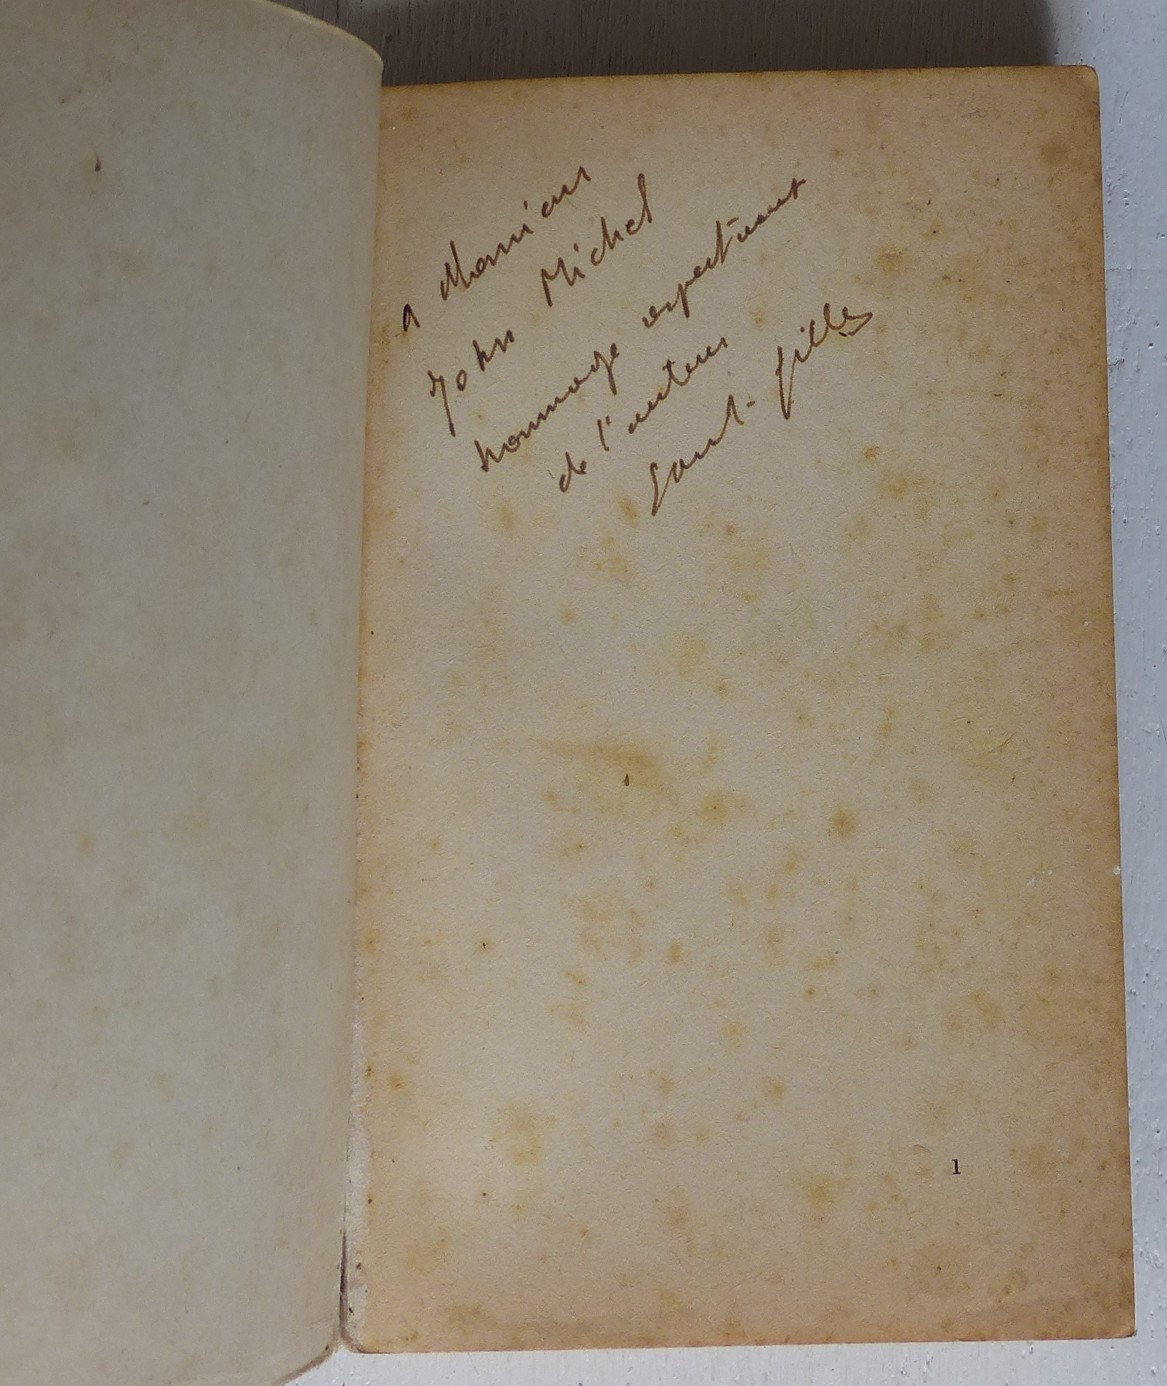 a Monsieur
John Michel
hommage respectueux
de l'auteur
Saint-Gilles
1